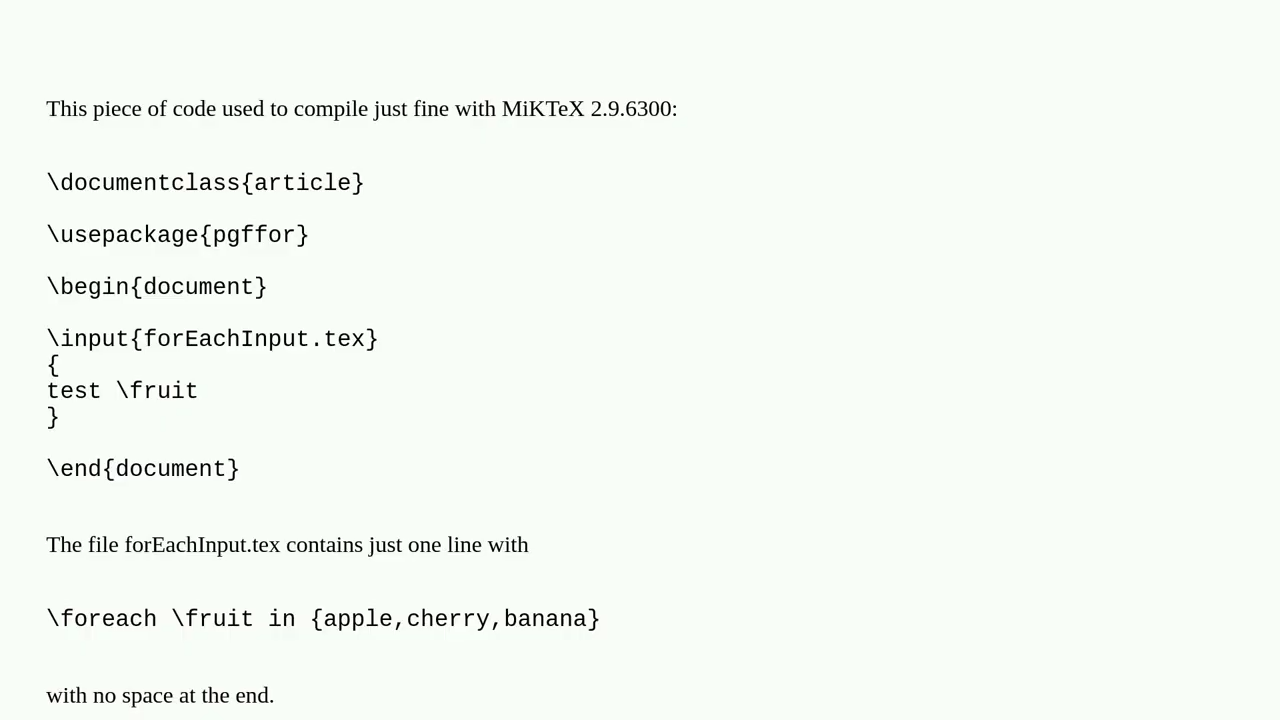 This piece of code used to compile just fine with MiKTeX 2.9.6300:
\documentclass{article}
\usepackage{pgffor}
\begin{document}
\input{forEachInput.tex}
{
test \fruit
}
\end{document}
The file forEachInput.tex contains just one line with
\foreach \fruit in {apple,cherry,banana}
with no space at the end.